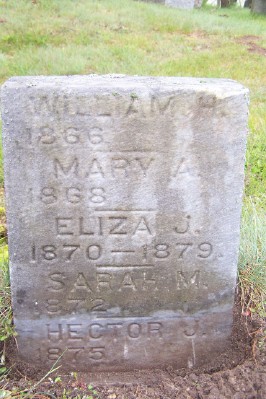 WILLIAM H.
1866
MARY A.
1868
ELIZA J.
1870—1879.
SARAH M.
1872
HECTOR J.
1875